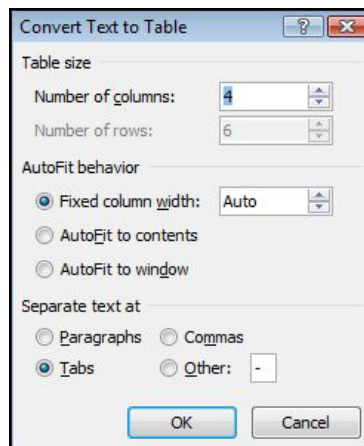 Convert Text to Table
Table size
Number of columns: 4
Number of rows: 6
AutoFit behavior
Fixed column width: Auto
AutoFit to contents
AutoFit to window
Separate text at
Paragraphs Commas
Tabs Other: -
OK Cancel